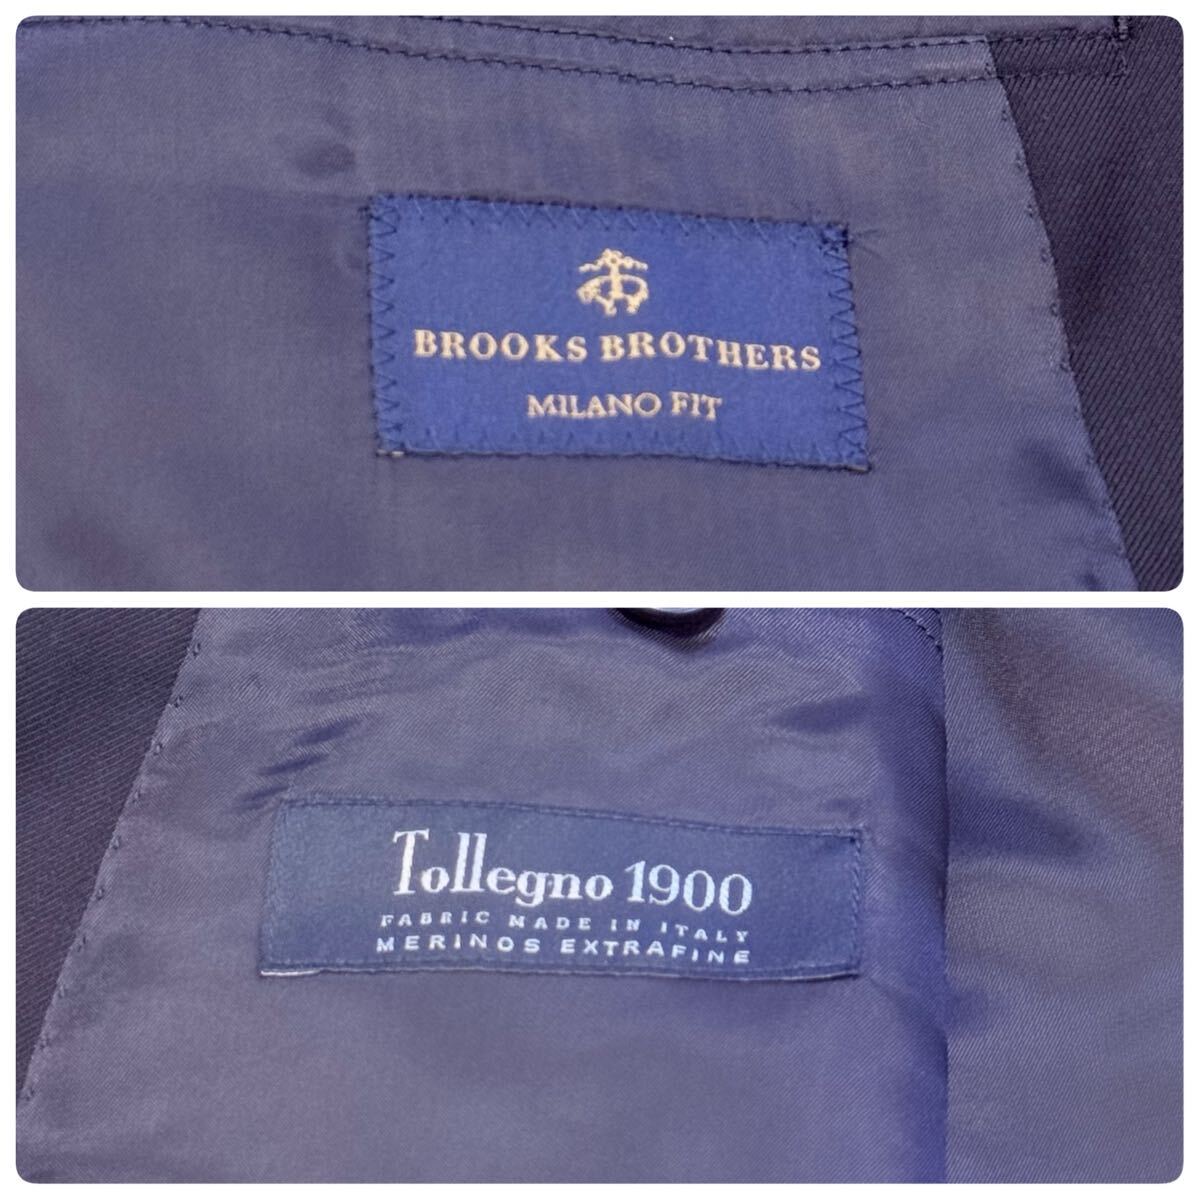 BROOKS BROTHERS
MILANO FIT
Tollegno 1900
FABRIC MADE IN ITALY
MERINOS EXTRAFINE